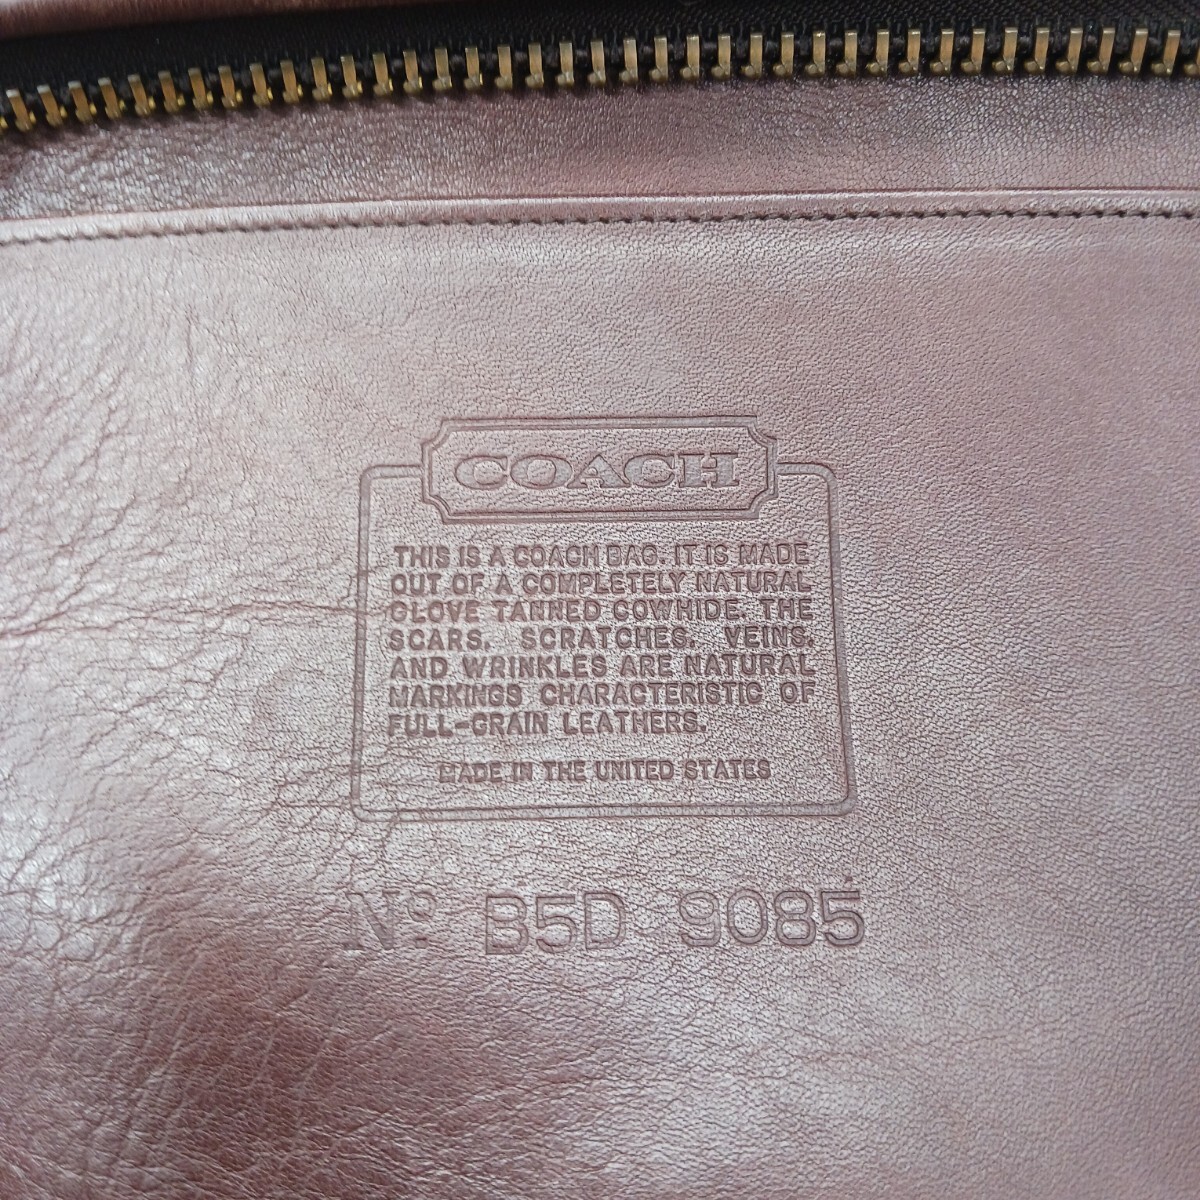 COACH
THIS IS A COACH BAG. IT IS MADE
OUT OF A COMPLETELY NATURAL
GLOVE TANNED COWHIDE. THE
SCARS, SCRATCHES, VEINS,
AND WRINKLES ARE NATURAL
MARKINGS CHARACTERISTIC OF
FULL-GRAIN LEATHERS.
MADE IN THE UNITED STATES
Nº B5D 9085